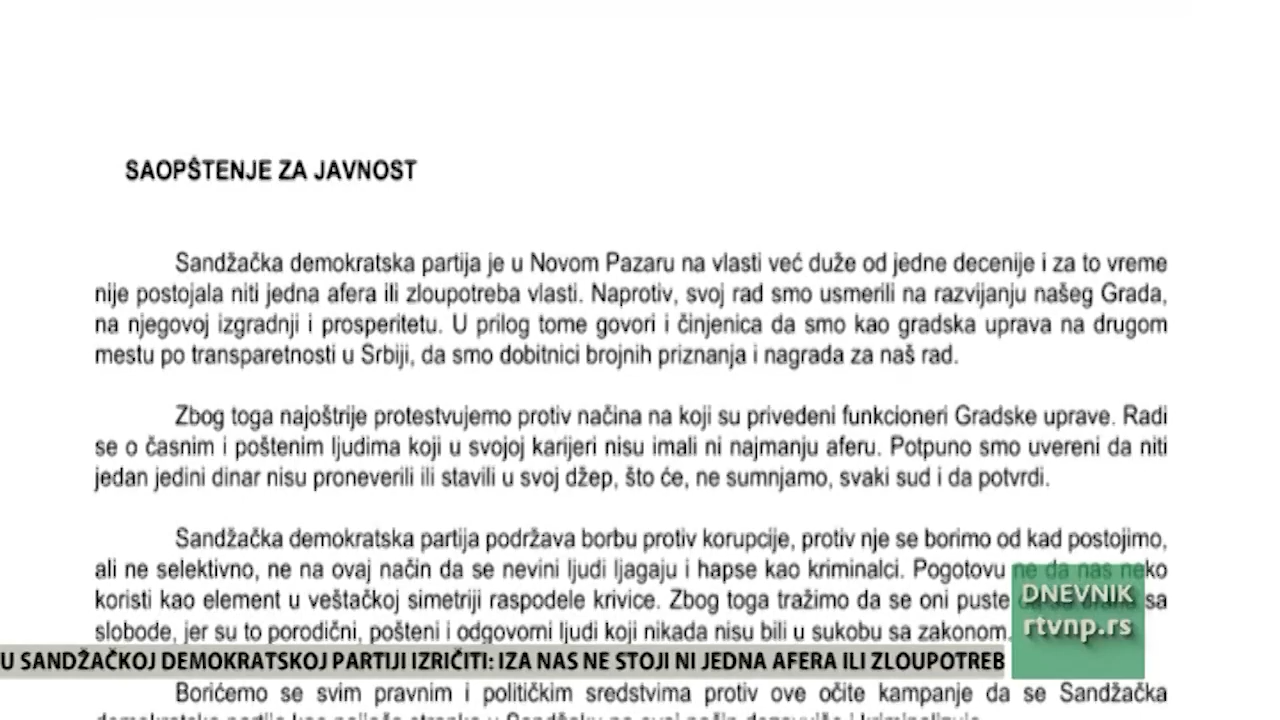 SAOPŠTENJE ZA JAVNOST
Sandžačka demokratska partija je u Novom Pazaru na vlasti već duže od jedne decenije i za to vreme
nije postojala niti jedna afera ili zloupotreba vlasti. Naprotiv, svoj rad smo usmerili na razvijanju našeg Grada,
na njegovoj izgradnji i prosperitetu. U prilog tome govori i činjenica da smo kao gradska uprava na drugom
mestu po transparetnosti u Srbiji, da smo dobitnici brojnih priznanja i nagrada za naš rad.
Zbog toga najoštrije protestvujemo protiv načina na koji su privedeni funkcioneri Gradske uprave. Radi
se o časnim i poštenim ljudima koji u svojoj karijeri nisu imali ni najmanju aferu. Potpuno smo uvereni da niti
jedan jedini dinar nisu proneverili ili stavili u svoj džep, što će, ne sumnjamo, svaki sud i da potvrdi.
Sandžačka demokratska partija podržava borbu protiv korupcije, protiv nje se borimo od kad postojimo,
ali ne selektivno, ne na ovaj način da se nevini ljudi ljagaju i hapse kao kriminalci. Pogotovu ne da nas neko
koristi kao element u veštačkoj simetriji raspodele krivice. Zbog toga tražimo da se oni puste sa
slobode, jer su to porodični, pošteni i odgovorni ljudi koji nikada nisu bili u sukobu sa zakonom.
DNEVNIK
rtvnp.rs
U SANDŽAČKOJ DEMOKRATSKOJ PARTIJI IZRIČITI: IZA NAS NE STOJI NI JEDNA AFERA ILI ZLOUPOTREB
Borićemo se svim pravnim i političkim sredstvima protiv ove očite kampanje da se Sandžačka